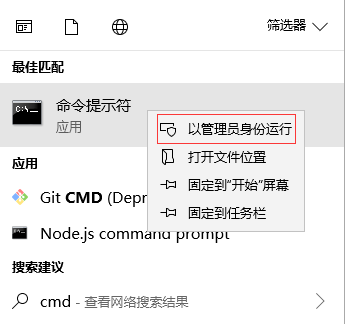 筛选器
最佳匹配
命令提示符
应用
以管理员身份运行
打开文件位置
固定到"开始"屏幕
固定到任务栏
应用
Git CMD (Depr
Node.js command prompt
搜索建议
cmd - 查看网络搜索结果